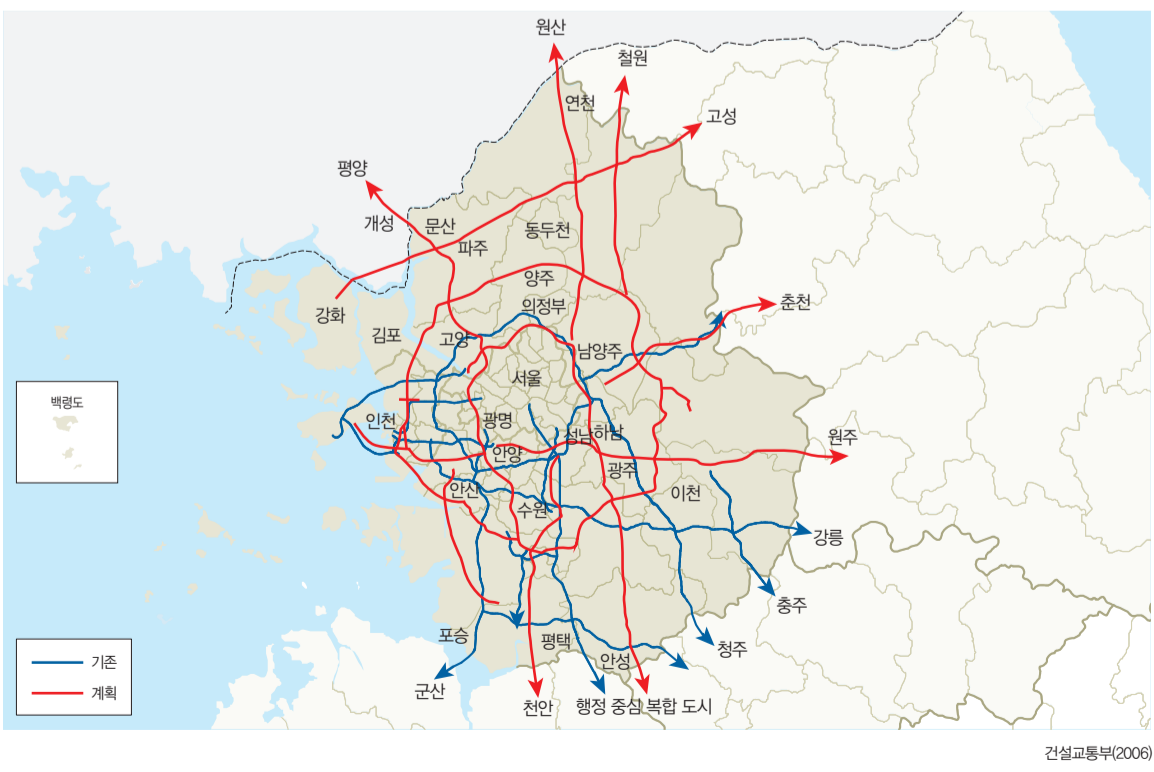 원산
철원
연천
고성
평양
개성
문산
동두천
파주
양주
강화
의정부
김포
고양
남양주
춘천
서울
백령도
인천
광명
성남
하남
원주
안양
광주
안산
이천
수원
강릉
충주
포승
평택
청주
안성
기존
계획
군산
천안
행정 중심 복합 도시
건설교통부(2006)